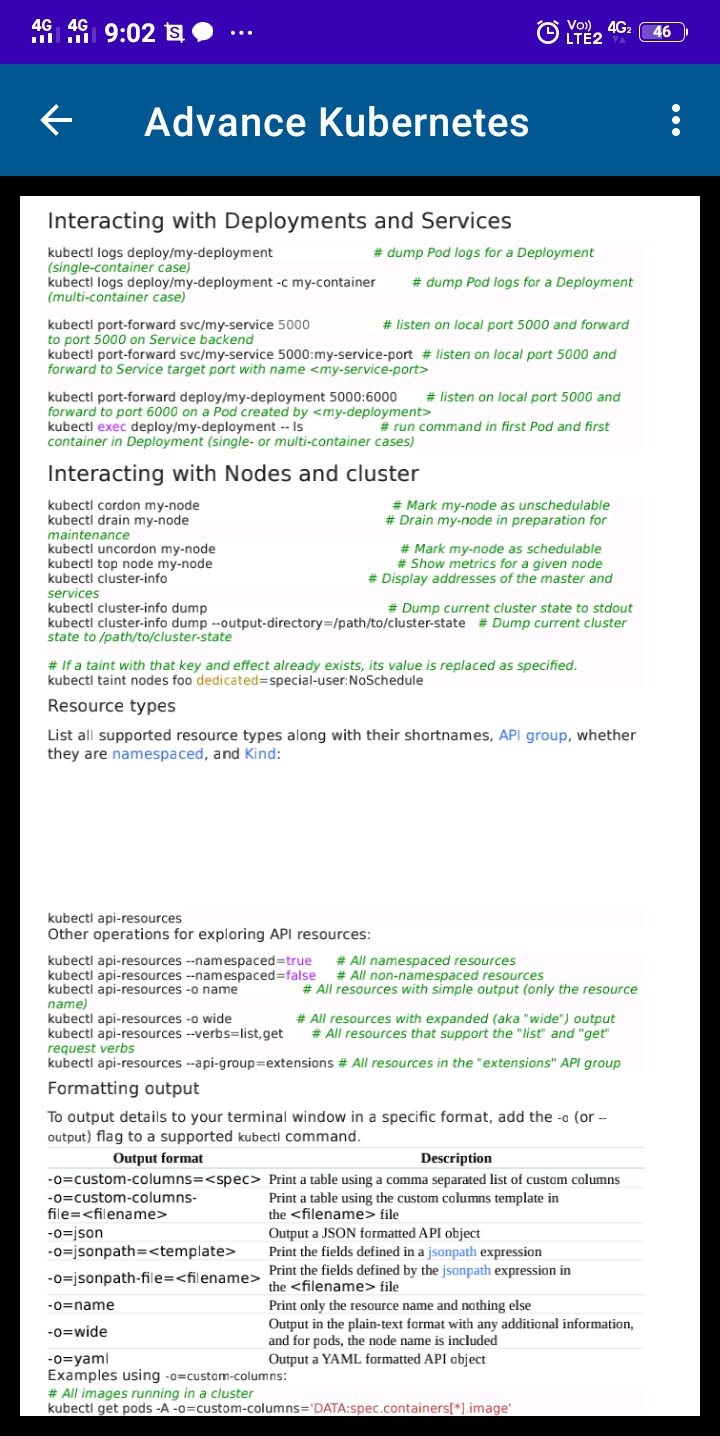 4G 4G 9:02 S ... Vo)) LTE2 4G2 46
Advance Kubernetes
Interacting with Deployments and Services
kubectl logs deploy/my-deployment # dump Pod logs for a Deployment
(single-container case)
kubectl logs deploy/my-deployment -c my-container # dump Pod logs for a Deployment
(multi-container case)
kubectl port-forward svc/my-service 5000 # listen on local port 5000 and forward
to port 5000 on Service backend
kubectl port-forward svc/my-service 5000:my-service-port # listen on local port 5000 and
forward to Service target port with name <my-service-port>
kubectl port-forward deploy/my-deployment 5000:6000 # listen on local port 5000 and
forward to port 6000 on a Pod created by <my-deployment>
kubectl exec deploy/my-deployment -- ls # run command in first Pod and first
container in Deployment (single- or multi-container cases)
Interacting with Nodes and cluster
kubectl cordon my-node # Mark my-node as unschedulable
kubectl drain my-node # Drain my-node in preparation for
maintenance
kubectl uncordon my-node # Mark my-node as schedulable
kubectl top node my-node # Show metrics for a given node
kubectl cluster-info # Display addresses of the master and
services
kubectl cluster-info dump # Dump current cluster state to stdout
kubectl cluster-info dump --output-directory=/path/to/cluster-state # Dump current cluster
state to /path/to/cluster-state
# If a taint with that key and effect already exists, its value is replaced as specified.
kubectl taint nodes foo dedicated=special-user:NoSchedule
Resource types
List all supported resource types along with their shortnames, API group, whether
they are namespaced, and Kind:
kubectl api-resources
Other operations for exploring API resources:
kubectl api-resources --namespaced=true # All namespaced resources
kubectl api-resources --namespaced=false # All non-namespaced resources
kubectl api-resources -o name # All resources with simple output (only the resource
name)
kubectl api-resources -o wide # All resources with expanded (aka "wide") output
kubectl api-resources --verbs=list,get # All resources that support the "list" and "get"
request verbs
kubectl api-resources --api-group=extensions # All resources in the "extensions" API group
Formatting output
To output details to your terminal window in a specific format, add the -o (or --
output) flag to a supported kubectl command.
Output format Description
-o=custom-columns=<spec> Print a table using a comma separated list of custom columns
-o=custom-columns- Print a table using the custom columns template in
file=<filename> the <filename> file
-o=json Output a JSON formatted API object
-o=jsonpath=<template> Print the fields defined in a jsonpath expression
-o=jsonpath-file=<filename> Print the fields defined by the jsonpath expression in
the <filename> file
-o=name Print only the resource name and nothing else
-o=wide Output in the plain-text format with any additional information,
and for pods, the node name is included
-o=yaml Output a YAML formatted API object
Examples using -o=custom-columns:
# All images running in a cluster
kubectl get pods -A -o=custom-columns='DATA:spec.containers[*].image'